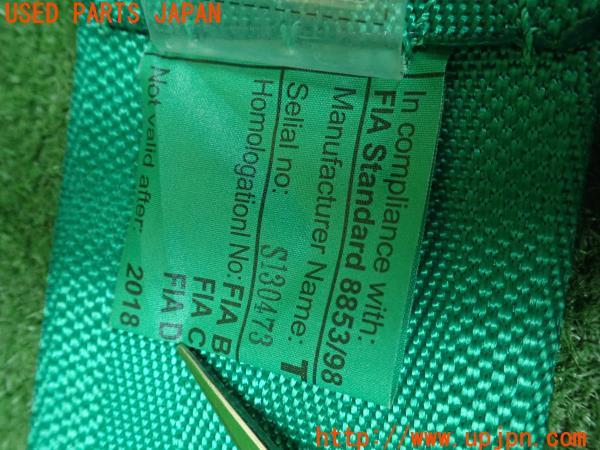 USED PARTS JAPAN
In compliance with:
FIA Standard 8853/98
Manufacturer Name: T
Selial no: S130473
Homologationl No: FIA B
FIA C
FIA D
Not valid after: 2018
http://www.upjpn.com